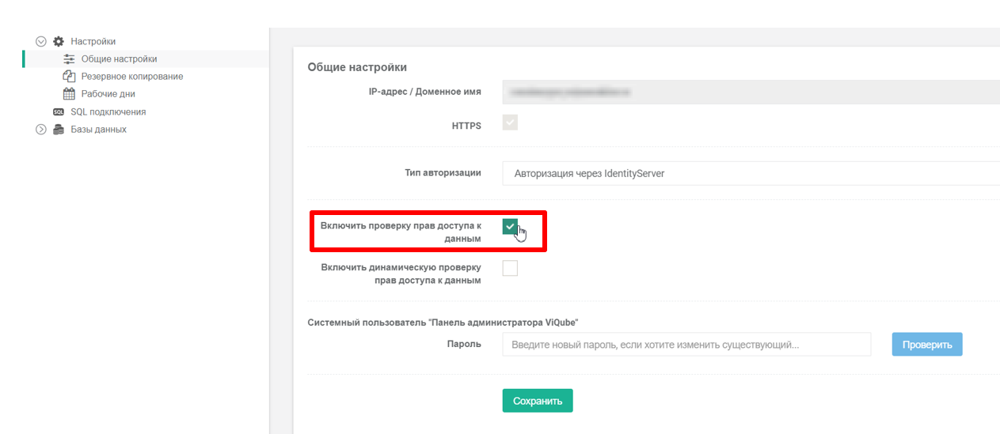 Настройки
Общие настройки
Резервное копирование
Рабочие дни
SQL SQL подключения
Базы данных
Общие настройки
IP-адрес / Доменное имя
HTTPS
Тип авторизации
Авторизация через IdentityServer
Включить проверку прав доступа к
данным
Включить динамическую проверку
прав доступа к данным
Системный пользователь "Панель администратора ViQube"
Пароль
Введите новый пароль, если хотите изменить существующий...
Проверить
Сохранить